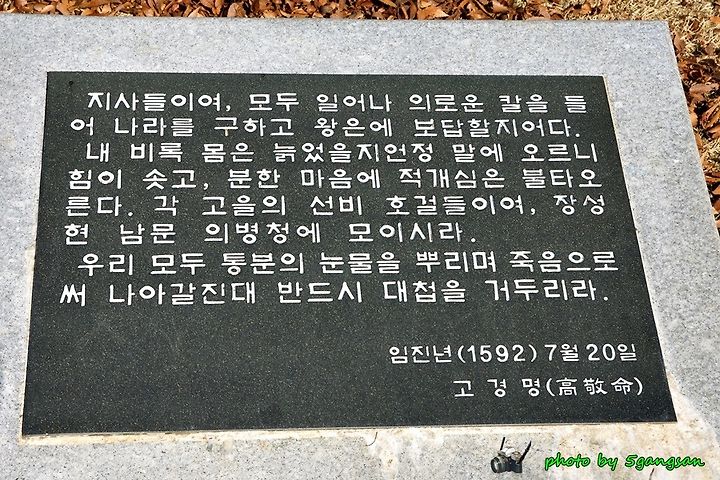 지사들이여, 모두 일어나 의로운 칼을 들
어 나라를 구하고 왕은에 보답할지어다.
내 비록 몸은 늙었을지언정 말에 오르니
힘이 솟고, 분한 마음에 적개심은 불타오
른다. 각 고을의 선비 호걸들이여, 장성
현 남문 의병청에 모이시라.
우리 모두 통분의 눈물을 뿌리며 죽음으로
써 나아갈진대 반드시 대첩을 거두리라.
임진년(1592) 7월 20일
고 경 명(高敬命)
photo by 5gangsan